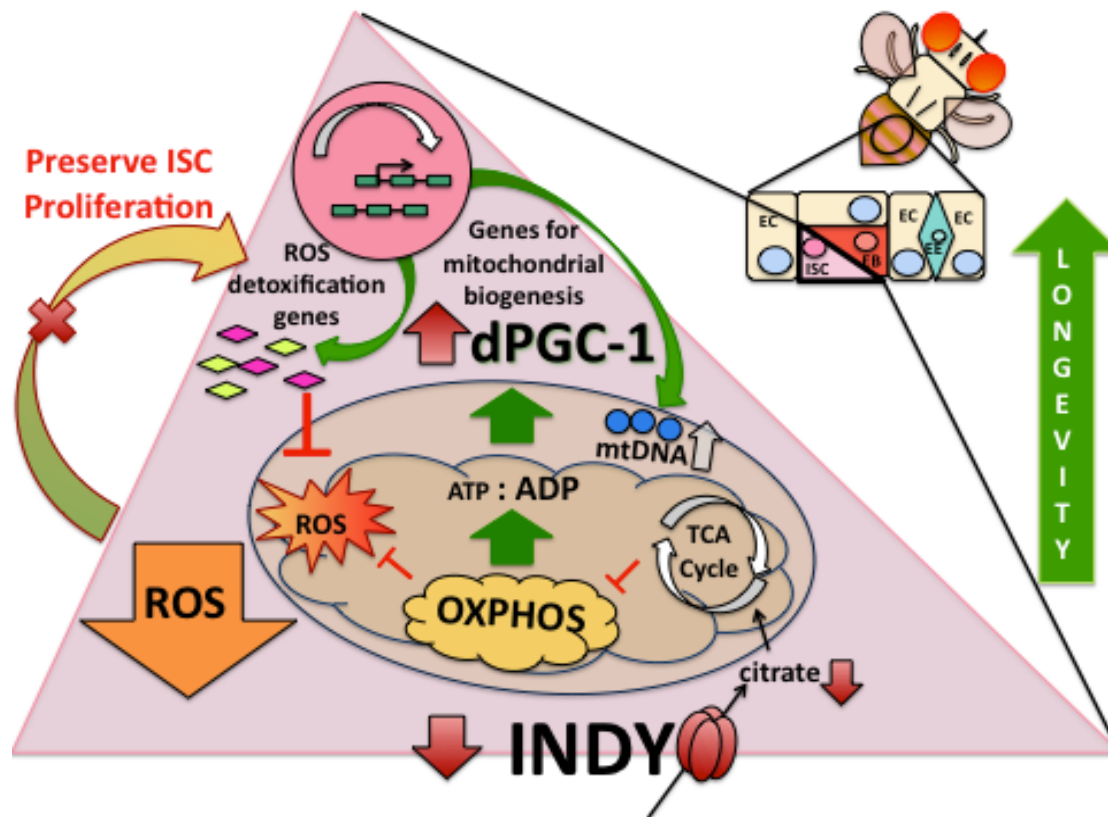 Preserve ISC
Proliferation
ROS
detoxification
genes
Genes for
mitochondrial
biogenesis
dPGC-1
EC
ISC
EB
EC
EE
EC
LONGEVITY
mtDNA
ATP : ADP
ROS
TCA
Cycle
OXPHOS
ROS
citrate
INDY